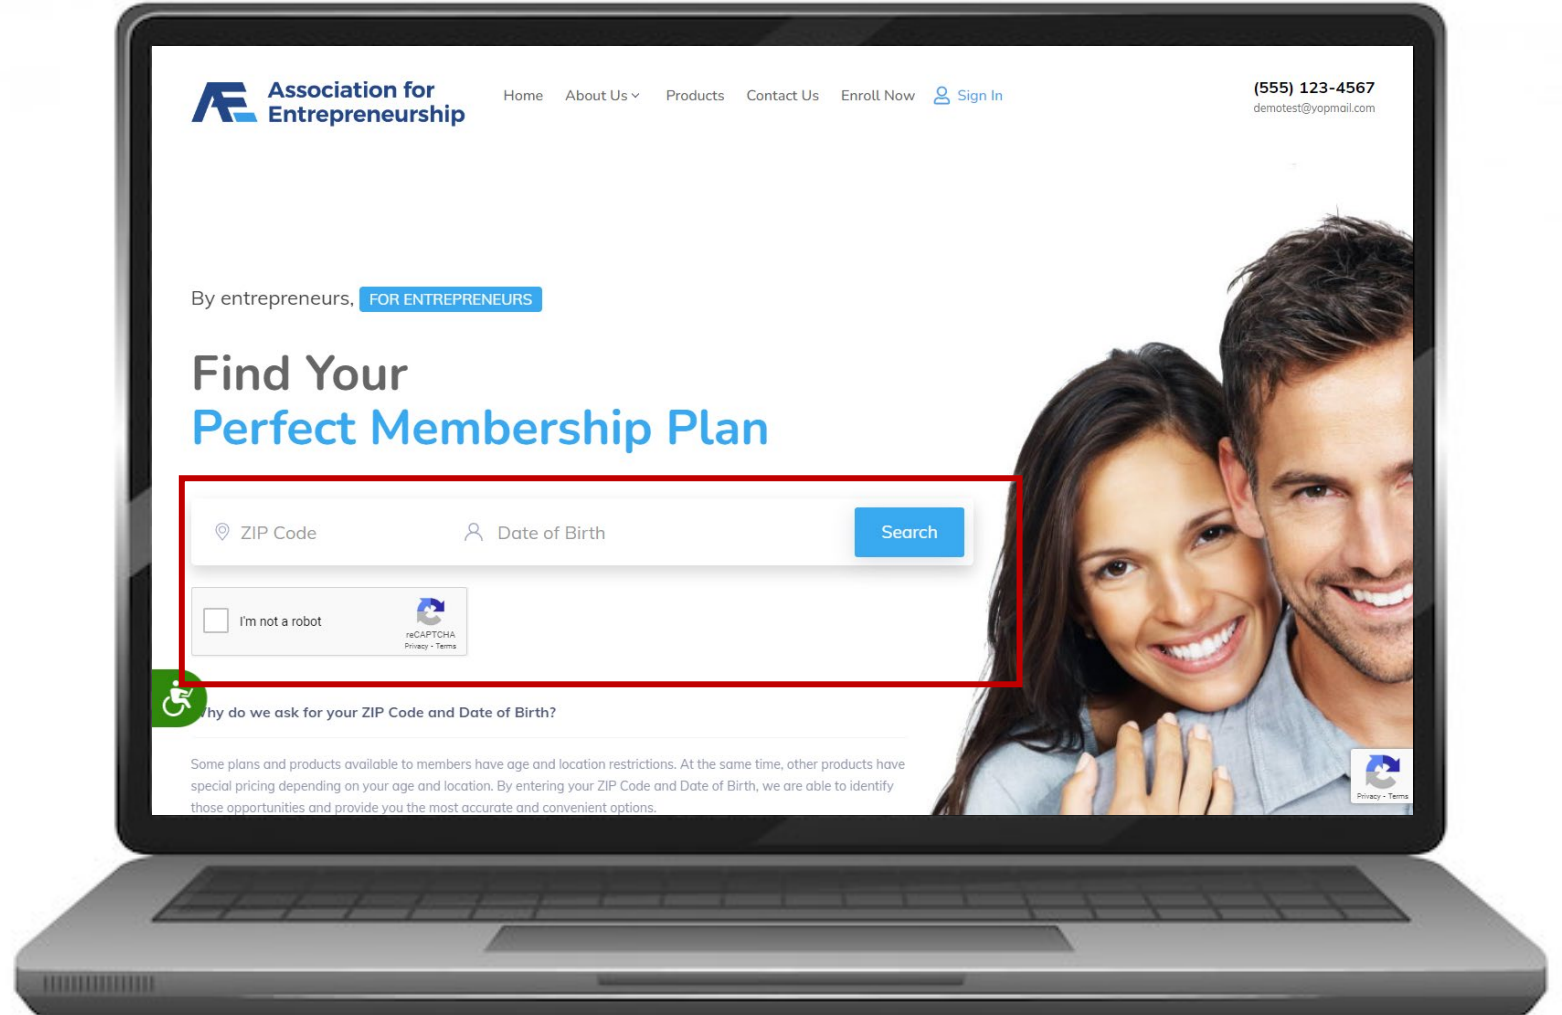 Association for
Entrepreneurship
Home About Us Products Contact Us Enroll Now Sign In
(555) 123-4567
demotest@yopmail.com
By entrepreneurs, FOR ENTREPRENEURS
Find Your
Perfect Membership Plan
ZIP Code Date of Birth Search
I'm not a robot
reCAPTCHA
Privacy - Terms
hy do we ask for your ZIP Code and Date of Birth?
Some plans and products available to members have age and location restrictions. At the same time, other products have
special pricing depending on your age and location. By entering your ZIP Code and Date of Birth, we are able to identify
those opportunities and provide you the most accurate and convenient options.
Privacy - Terms